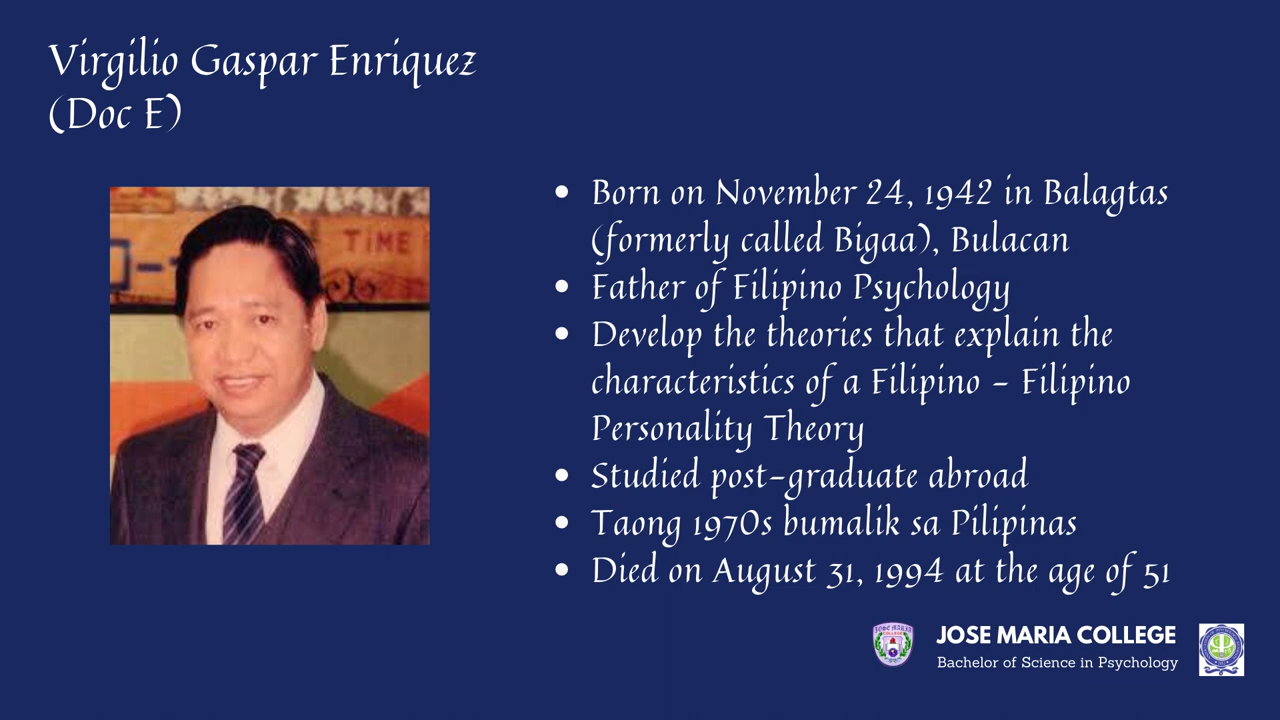 Virgilio Gaspar Enriquez
(Doc E)
TIME
• Born on November 24, 1942 in Balagtas
(formerly called Bigaa), Bulacan
• Father of Filipino Psychology
• Develop the theories that explain the
characteristics of a Filipino - Filipino
Personality Theory
• Studied post-graduate abroad
• Taong 1970s bumalik sa Pilipinas
• Died on August 31, 1994 at the age of 51
JOSE MARIA COLLEGE
JOSE MARIA
COLLEGE
Bachelor of Science in Psychology